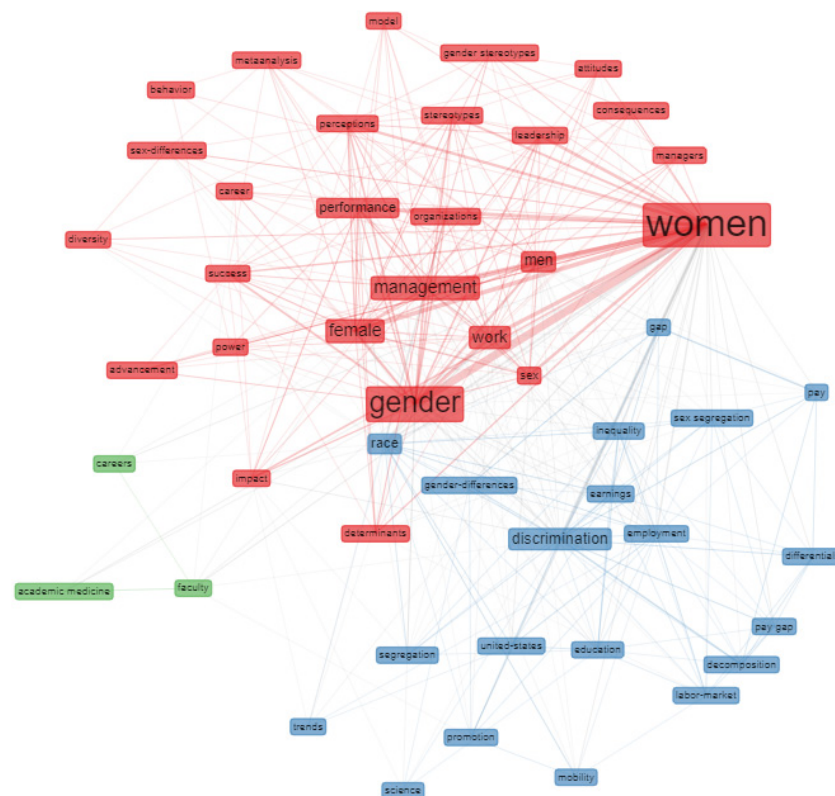 model
gender stereotypes
metaanalysis
attitudes
behavior
consequences
stereotypes
perceptions
leadership
sex-differences
managers
career
performance
organizations
women
diversity
men
success
management
gap
female
work
power
advancement
sex
pay
gender
sex segregation
inequality
race
careers
impact
gender-differences
earnings
determinants
discrimination
employment
differential
academic medicine
faculty
pay gap
segregation
united-states
education
decomposition
labor-market
trends
promotion
mobility
science